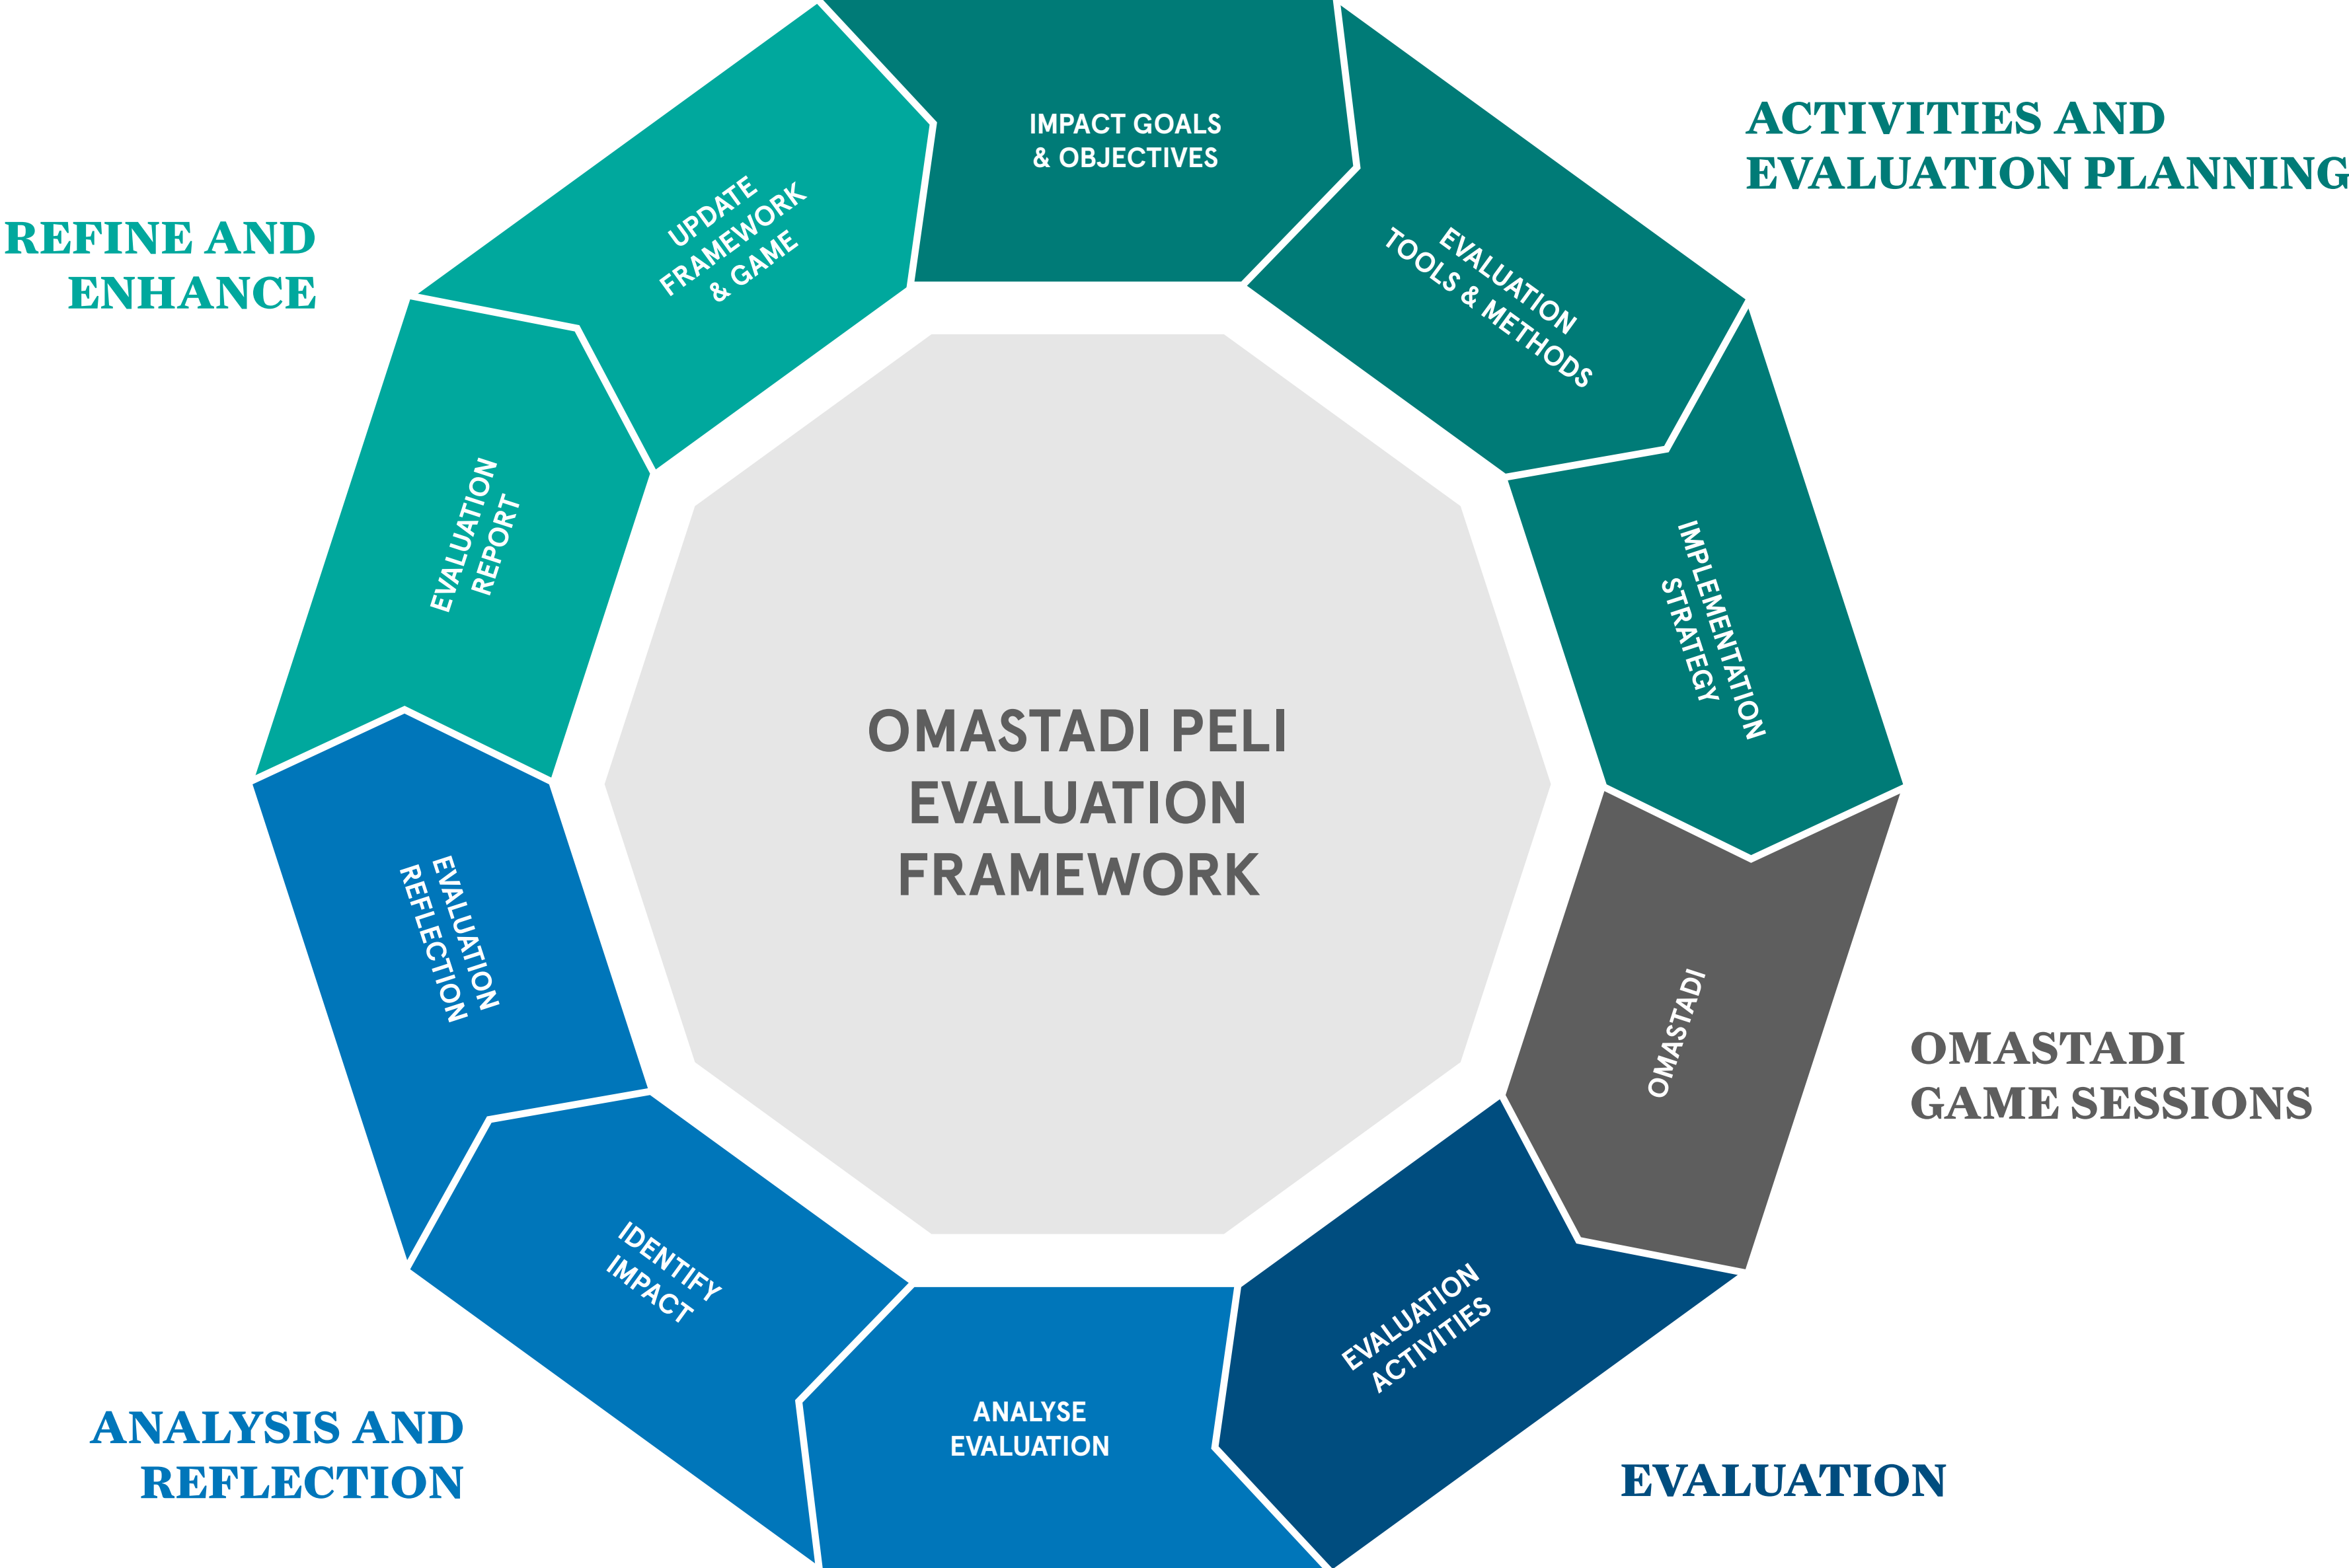 IMPACT GOALS
& OBJECTIVES
EVALUATION
TOOLS & METHODS
IMPLEMENTATION
STRATEGY
OMASTADI
EVALUATION
ACTIVITIES
ANALYSE
EVALUATION
IDENTIFY
IMPACT
EVALUATION
REFLECTION
EVALUATION
REPORT
UPDATE
FRAMEWORK
& GAME
ACTIVITIES AND
EVALUATION PLANNING
OMASTADI
GAME SESSIONS
EVALUATION
ANALYSIS AND
REFLECTION
REFINE AND
ENHANCE
OMASTADI PELI
EVALUATION
FRAMEWORK